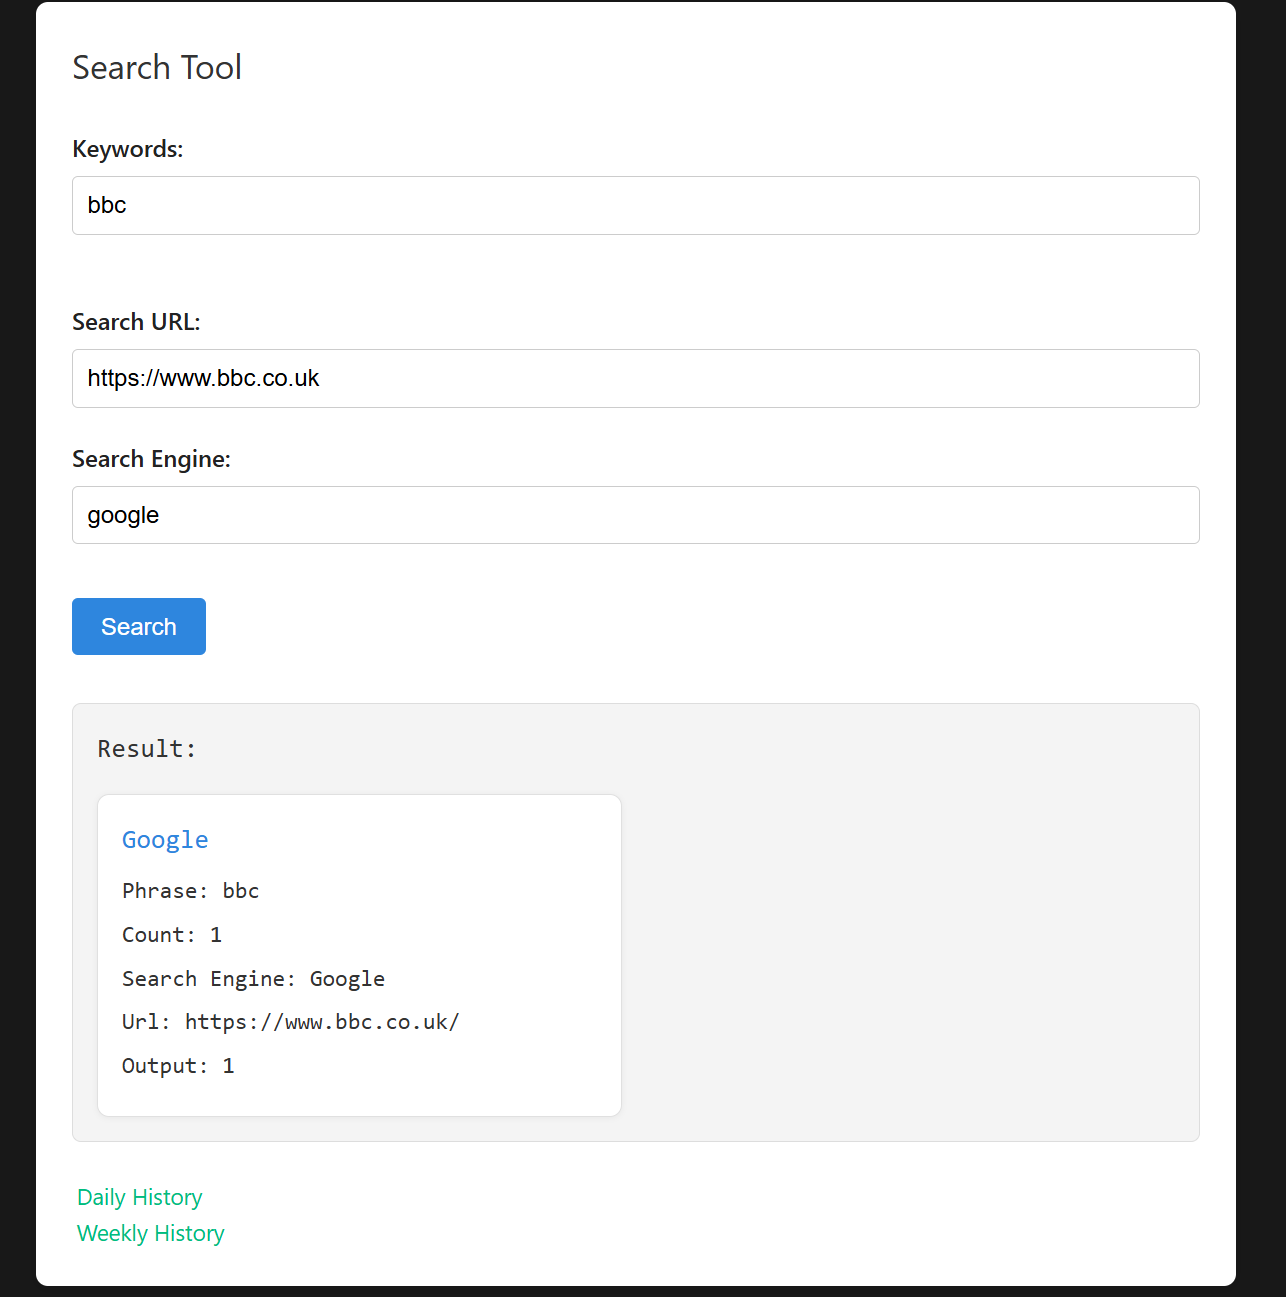 Search Tool
Keywords:
bbc
Search URL:
https://www.bbc.co.uk
Search Engine:
google
Search
Result:
Google
Phrase: bbc
Count: 1
Search Engine: Google
Url: https://www.bbc.co.uk/
Output: 1
Daily History
Weekly History